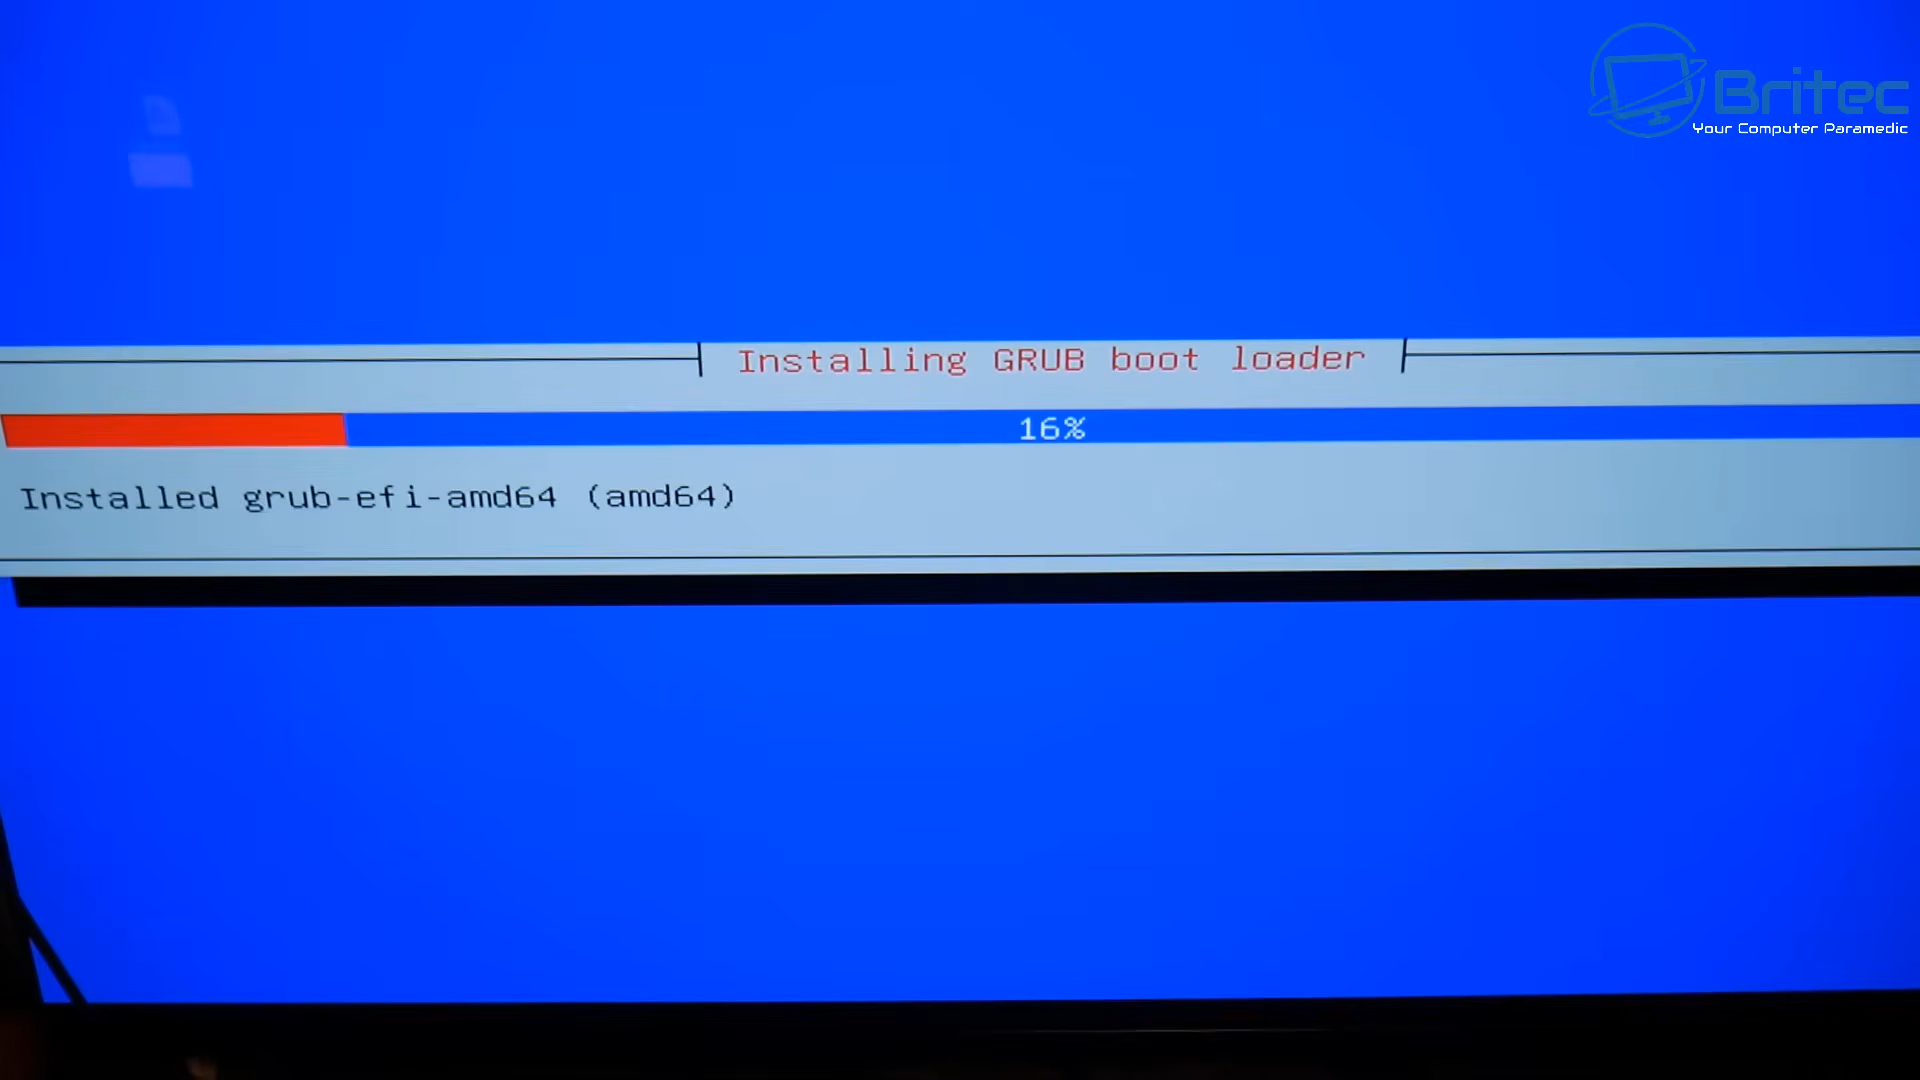 Britec
Your Computer Paramedic
Installing GRUB boot loader
16%
Installed grub-efi-amd64 (amd64)